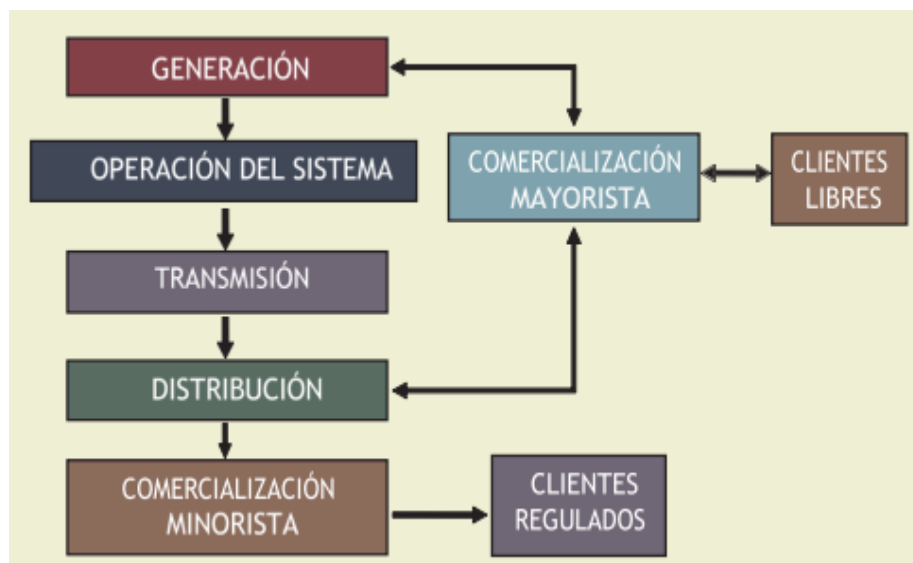 GENERACIÓN
OPERACIÓN DEL SISTEMA
TRANSMISIÓN
DISTRIBUCIÓN
COMERCIALIZACIÓN
MINORISTA
COMERCIALIZACIÓN
MAYORISTA
CLIENTES
LIBRES
CLIENTES
REGULADOS